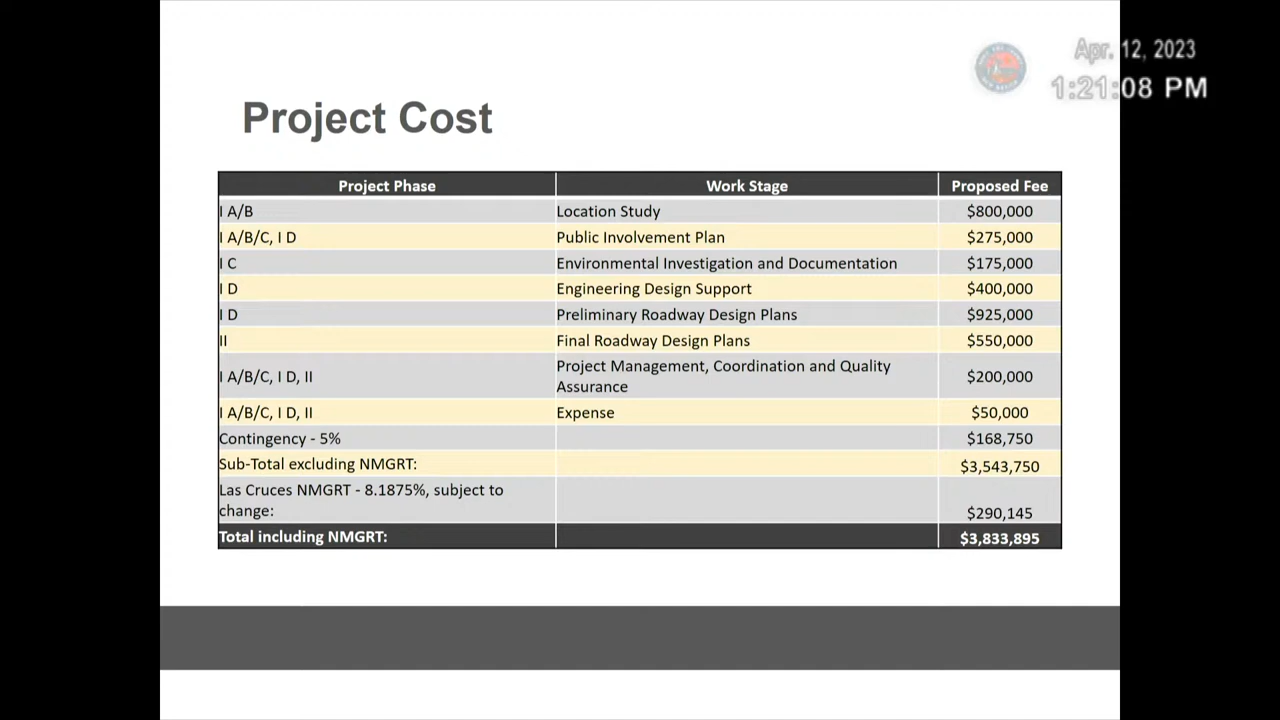 Apr. 12, 2023
1:21:08 PM
Project Cost
Project Phase Work Stage Proposed Fee
I A/B Location Study $800,000
I A/B/C, I D Public Involvement Plan $275,000
I C Environmental Investigation and Documentation $175,000
I D Engineering Design Support $400,000
I D Preliminary Roadway Design Plans $925,000
II Final Roadway Design Plans $550,000
I A/B/C, I D, II Project Management, Coordination and Quality
Assurance $200,000
I A/B/C, I D, II Expense $50,000
Contingency - 5% $168,750
Sub-Total excluding NMGRT: $3,543,750
Las Cruces NMGRT - 8.1875%, subject to
change: $290,145
Total including NMGRT: $3,833,895